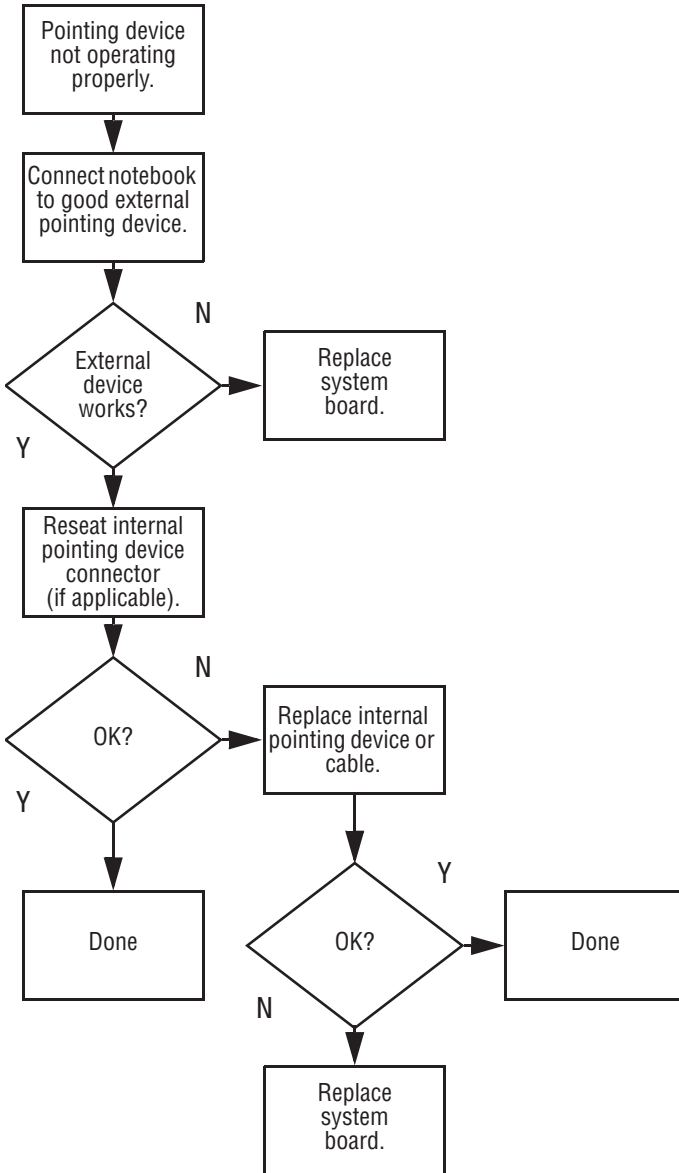 Pointing device
not operating
properly.
Connect notebook
to good external
pointing device.
N
External
device
works?
Replace
system
board.
Y
Reseat internal
pointing device
connector
(if applicable).
N
OK?
Replace internal
pointing device or
cable.
Y
Y
Done
OK?
Done
N
Replace
system
board.